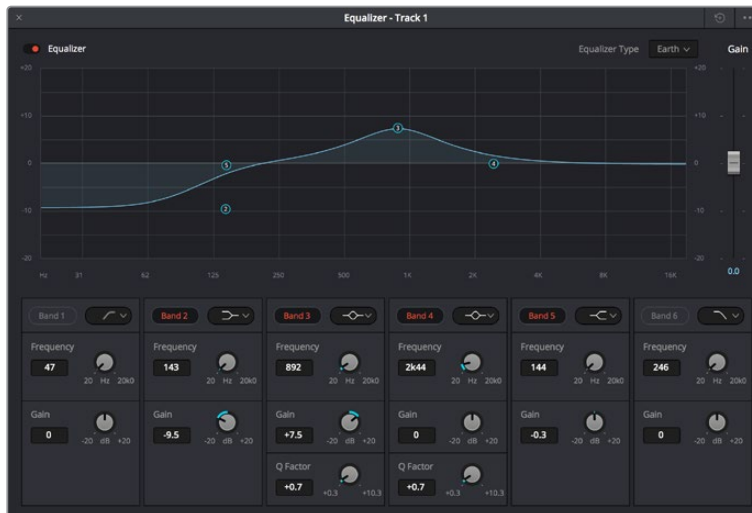 Equalizer - Track 1
Equalizer
Equalizer Type Earth Gain
+20 +20
+10 +10
0 0
-10 -10
-20 -20
Hz 31 62 125 250 500 1K 2K 4K 8K 16K 0.0
5 3 4
2
Band 1 Band 2 Band 3 Band 4 Band 5 Band 6
Frequency Frequency Frequency Frequency Frequency Frequency
47 143 892 2k44 144 246
20 Hz 20k0 20 Hz 20k0 20 Hz 20k0 20 Hz 20k0 20 Hz 20k0 20 Hz 20k0
Gain Gain Gain Gain Gain Gain
0 -9.5 +7.5 0 -0.3 0
-20 dB +20 -20 dB +20 -20 dB +20 -20 dB +20 -20 dB +20 -20 dB +20
Q Factor Q Factor
+0.7 +0.7
+0.3 +10.3 +0.3 +10.3